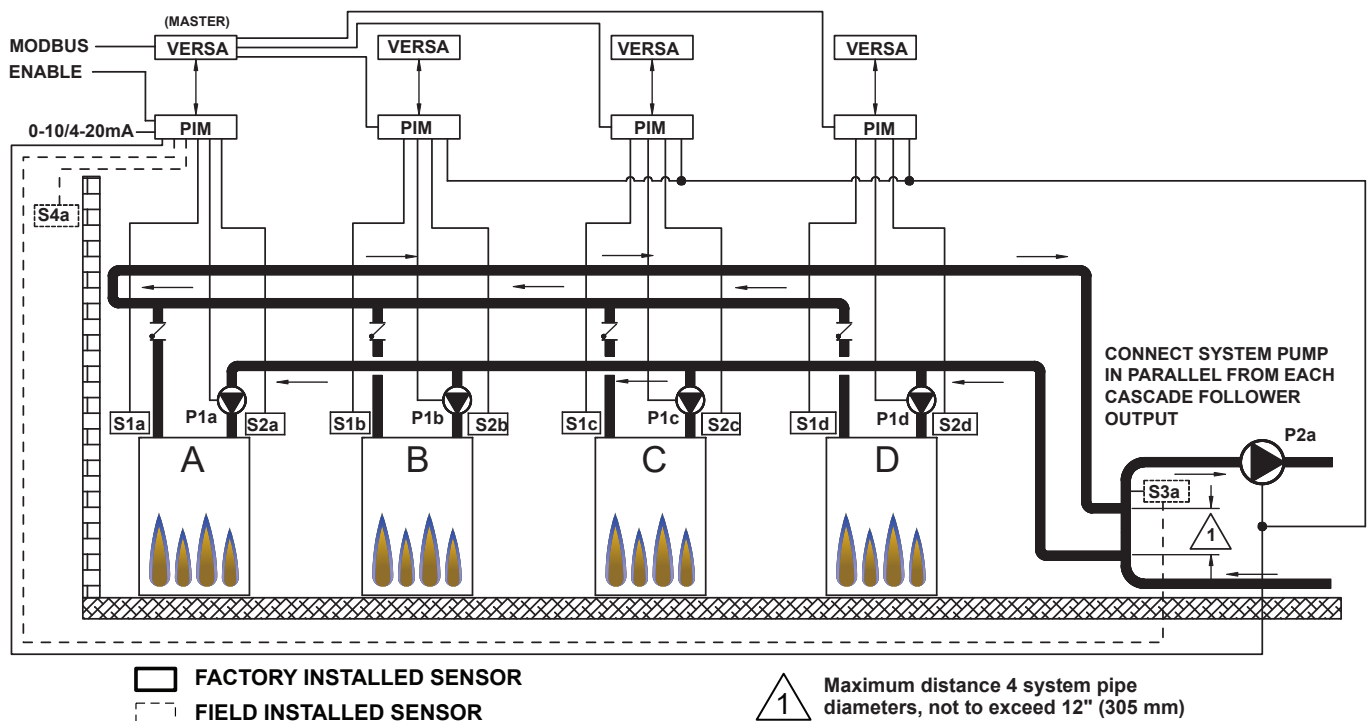 (MASTER)
MODBUS
VERSA
VERSA
VERSA
VERSA
ENABLE
0-10/4-20mA
PIM
PIM
PIM
PIM
S4a
CONNECT SYSTEM PUMP
IN PARALLEL FROM EACH
CASCADE FOLLOWER
OUTPUT
S1a
P1a
S2a
S1b
P1b
S2b
S1c
P1c
S2c
S1d
P1d
S2d
P2a
A
B
C
D
S3a
1
FACTORY INSTALLED SENSOR
FIELD INSTALLED SENSOR
1
Maximum distance 4 system pipe
diameters, not to exceed 12" (305 mm)